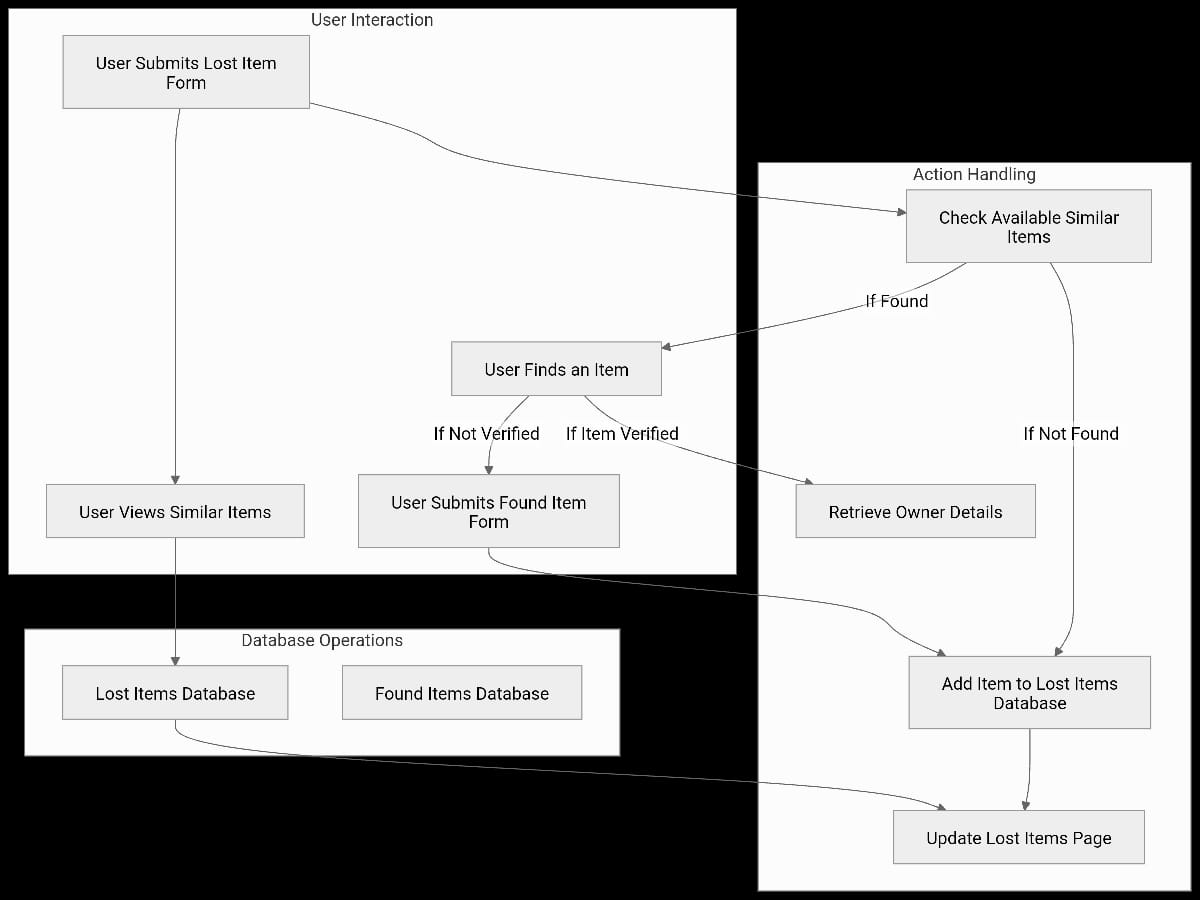 User Interaction
User Submits Lost Item
Form
Action Handling
Check Available Similar
Items
If Found
User Finds an Item
If Not Verified
If Item Verified
If Not Found
User Views Similar Items
User Submits Found Item
Form
Retrieve Owner Details
Database Operations
Lost Items Database
Found Items Database
Add Item to Lost Items
Database
Update Lost Items Page